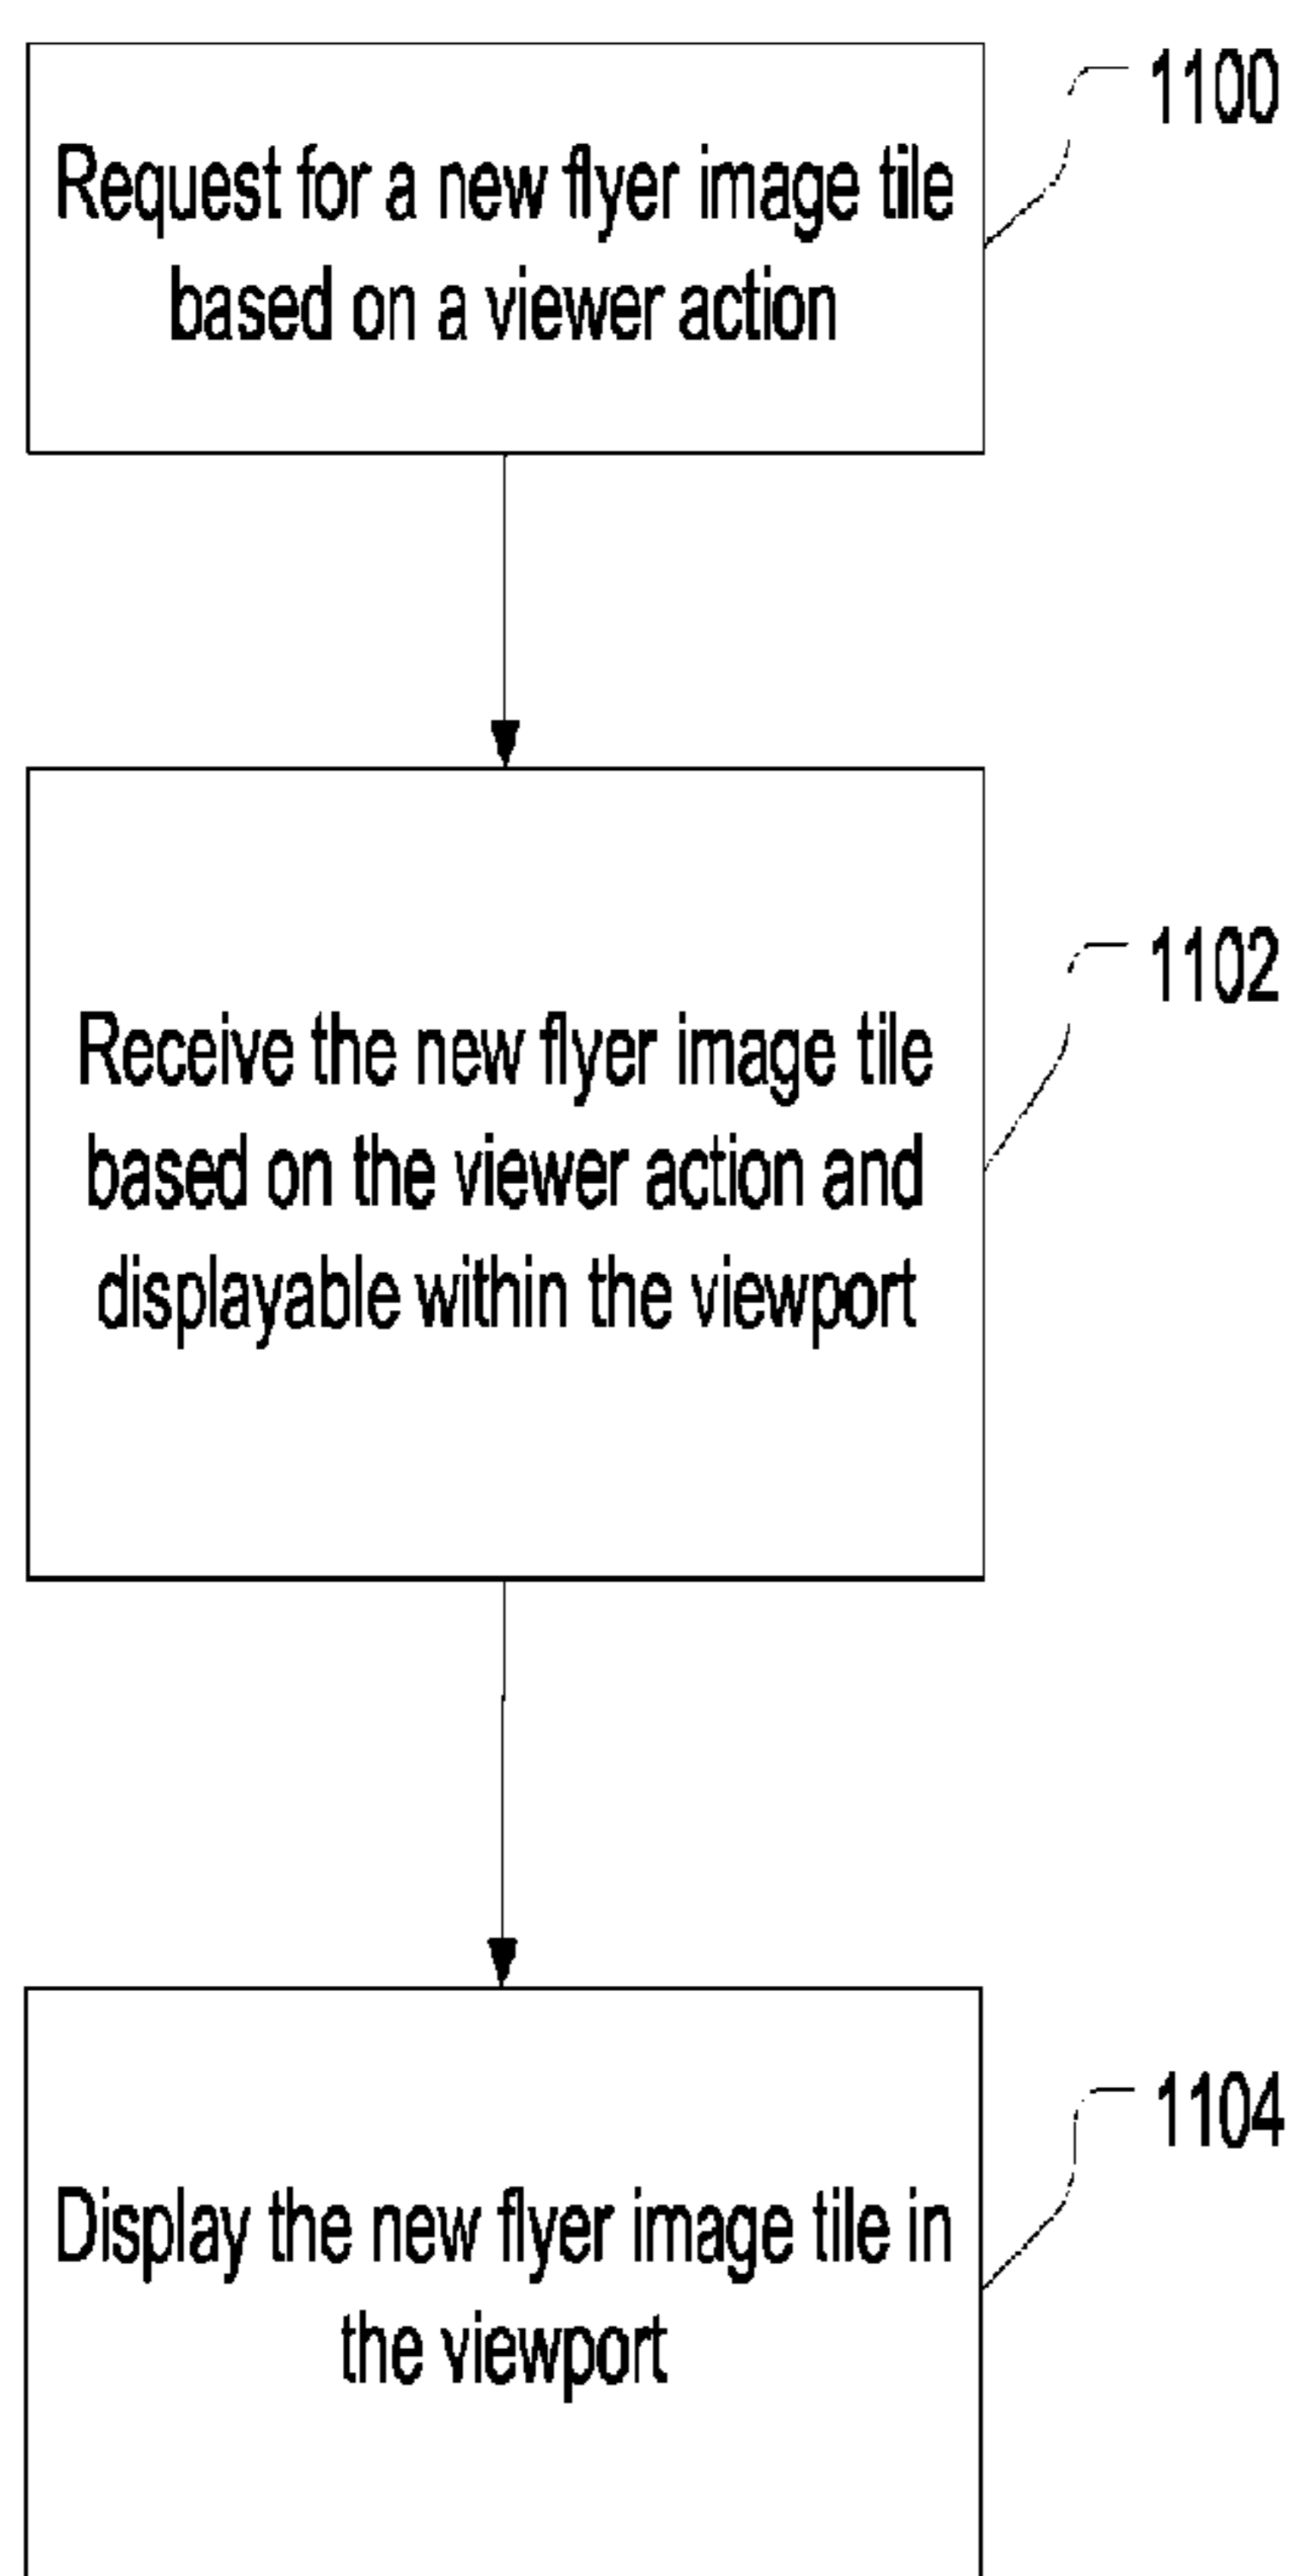 1100
Request for a new flyer image tile
based on a viewer action
1102
Receive the new flyer image tile
based on the viewer action and
displayable within the viewport
1104
Display the new flyer image tile in
the viewport